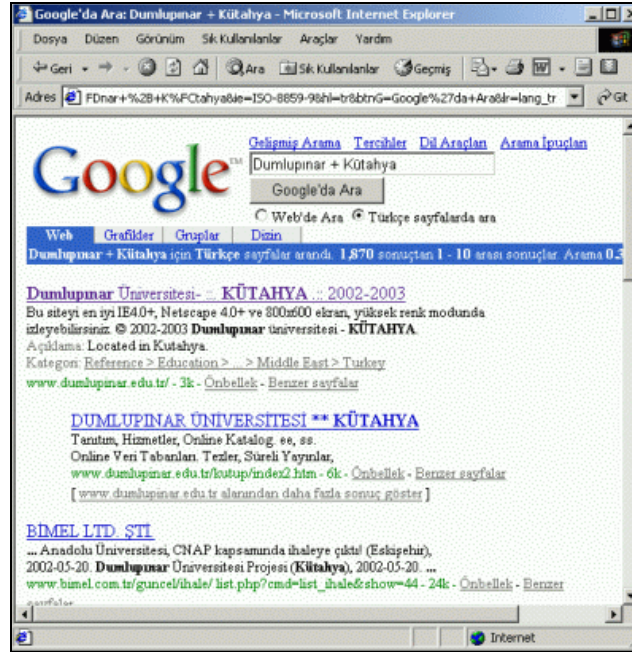 Google'da Ara: Dumlupınar + Kütahya - Microsoft Internet Explorer
Dosya Düzen Görünüm Sık Kullanılanlar Araçlar Yardım
Geri Ara Sık Kullanılanlar Geçmiş
Adres FDnar+%2B+K%FCtahya&ie=ISO-8859-9&hl=tr&btnG=Google%27da+Ara&lr=lang_tr Git
Gelişmiş Arama Tercihler Dil Araçları Arama İpuçları
Google™
Dumlupınar + Kütahya
Google'da Ara
Web'de Ara Türkçe sayfalarda ara
Web Grafikler Gruplar Dizin
Dumlupınar + Kütahya için Türkçe sayfalar arandı. 1,870 sonuçtan 1 - 10 arası sonuçlar. Arama 0.3
Dumlupınar Üniversitesi- ::. KÜTAHYA .:: 2002-2003
Bu siteyi en iyi IE4.0+, Netscape 4.0+ ve 800x600 ekran, yüksek renk modunda
izleyebilirsiniz. © 2002-2003 Dumlupınar üniversitesi - KÜTAHYA.
Açıklama: Located in Kutahya.
Kategori: Reference > Education > ... > Middle East > Turkey
www.dumlupinar.edu.tr/ - 3k - Önbellek - Benzer sayfalar
DUMLUPINAR ÜNİVERSİTESİ ** KÜTAHYA
Tanıtım, Hizmetler, Online Katalog. ee, ss.
Online Veri Tabanları. Tezler, Süreli Yayınlar,
www.dumlupinar.edu.tr/kutup/index2.htm - 6k - Önbellek - Benzer sayfalar
[ www.dumlupinar.edu.tr alanından daha fazla sonuç göster ]
BİMEL LTD. ŞTİ.
... Anadolu Üniversitesi, CNAP kapsamında ihaleye çıktı! (Eskişehir),
2002-05-20. Dumlupınar Üniversitesi Projesi (Kütahya), 2002-05-20. ...
www.bimel.com.tr/guncel/ihale/ list.php?cmd=list_ihale&show=44 - 24k - Önbellek - Benzer
sayfalar
Internet